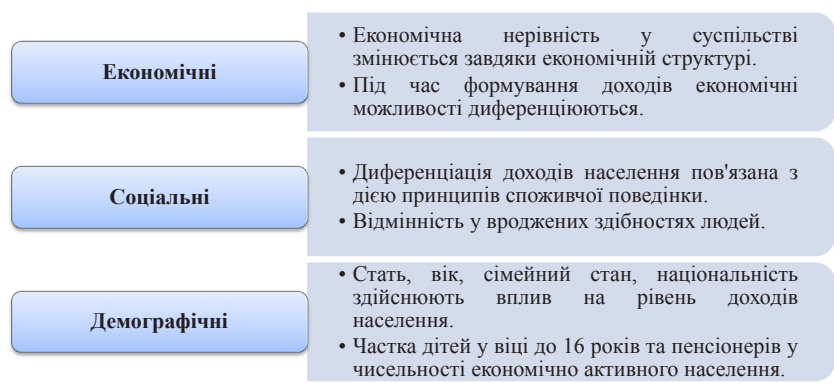 Економічні
• Економічна нерівність у суспільстві
змінюється завдяки економічній структурі.
• Під час формування доходів економічні
можливості диференціюються.
Соціальні
• Диференціація доходів населення пов'язана з
дією принципів споживчої поведінки.
• Відмінність у вроджених здібностях людей.
Демографічні
• Стать, вік, сімейний стан, національність
здійснюють вплив на рівень доходів
населення.
• Частка дітей у віці до 16 років та пенсіонерів у
чисельності економічно активного населення.